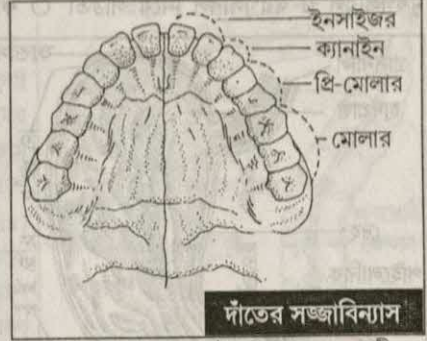 ইনসাইজর
ক্যানাইন
প্রি-মোলার
মোলার
দাঁতের সজ্জাবিন্যাস